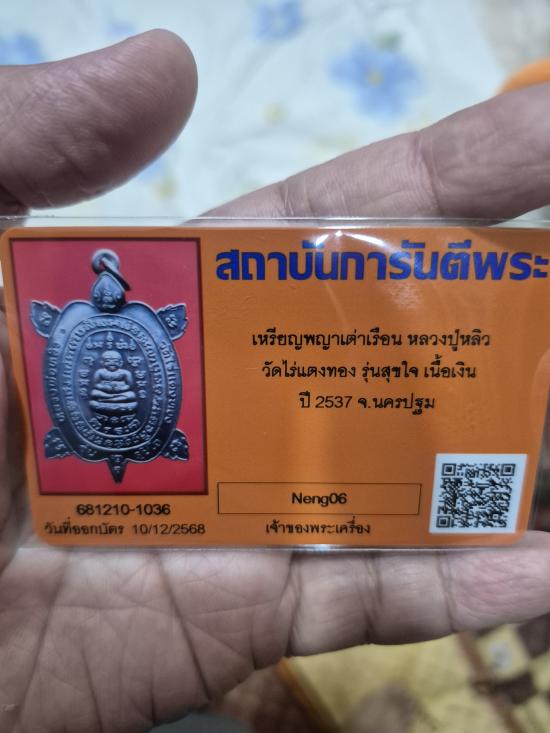 สถาบันการันตีพระ
เหรียญพญาเต่าเรือน หลวงปู่หลิว
วัดไร่แตงทอง รุ่นสุขใจ เนื้อเงิน
ปี 2537 จ.นครปฐม
681210-1036
วันที่ออกบัตร 10/12/2568
Neng06
เจ้าของพระเครื่อง